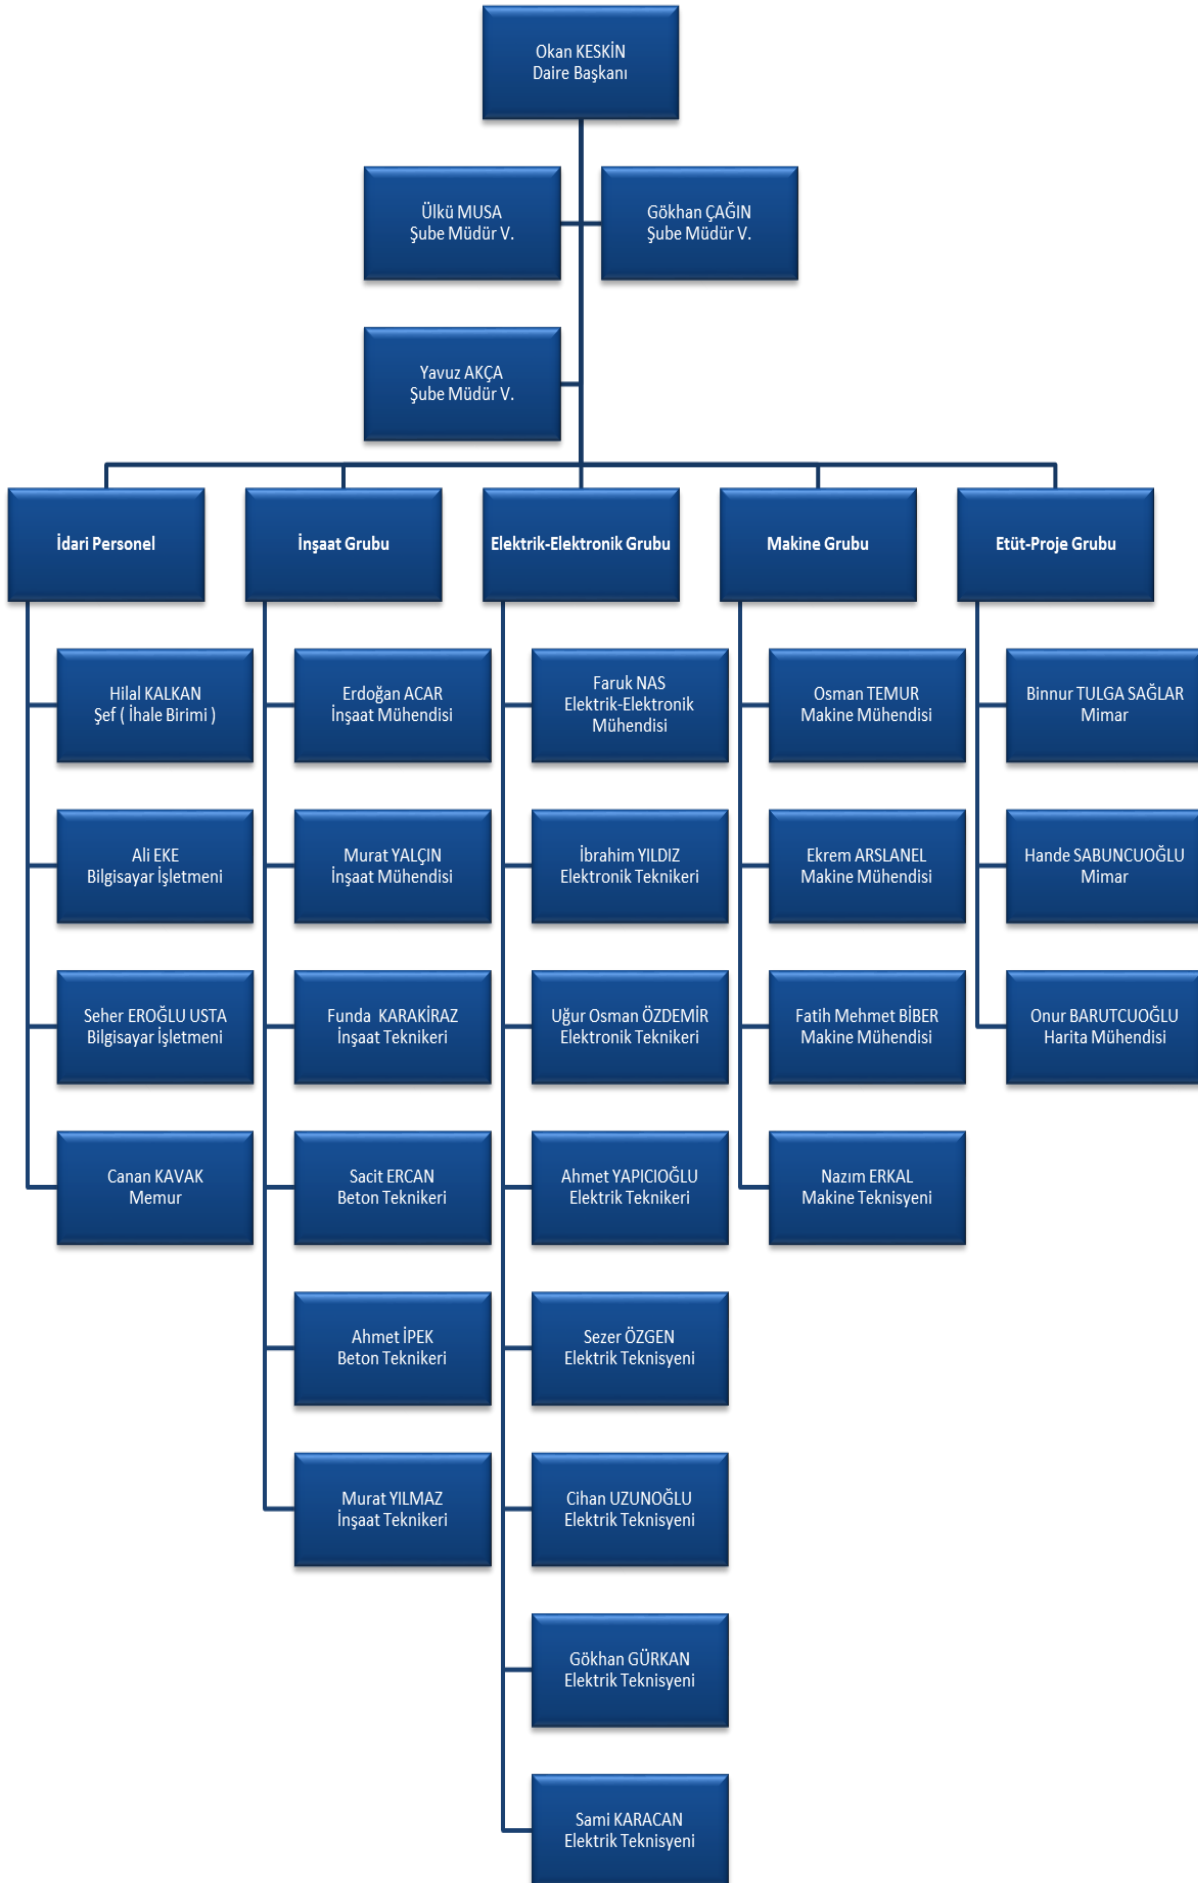 Okan KESKİN
Daire Başkanı
Ülkü MUSA
Şube Müdür V.
Gökhan ÇAĞIN
Şube Müdür V.
Yavuz AKÇA
Şube Müdür V.
İdari Personel
Hilal KALKAN
Şef ( İhale Birimi )
Ali EKE
Bilgisayar İşletmeni
Seher EROĞLU USTA
Bilgisayar İşletmeni
Canan KAVAK
Memur
İnşaat Grubu
Erdoğan ACAR
İnşaat Mühendisi
Murat YALÇIN
İnşaat Mühendisi
Funda  KARAKİRAZ
İnşaat Teknikeri
Sacit ERCAN
Beton Teknikeri
Ahmet İPEK
Beton Teknikeri
Murat YILMAZ
İnşaat Teknikeri
Elektrik-Elektronik Grubu
Faruk NAS
Elektrik-Elektronik
Mühendisi
İbrahim YILDIZ
Elektronik Teknikeri
Uğur Osman ÖZDEMİR
Elektronik Teknikeri
Ahmet YAPICIOĞLU
Elektrik Teknikeri
Sezer ÖZGEN
Elektrik Teknisyeni
Cihan UZUNOĞLU
Elektrik Teknisyeni
Gökhan GÜRKAN
Elektrik Teknisyeni
Sami KARACAN
Elektrik Teknisyeni
Makine Grubu
Osman TEMUR
Makine Mühendisi
Ekrem ARSLANEL
Makine Mühendisi
Fatih Mehmet BİBER
Makine Mühendisi
Nazım ERKAL
Makine Teknisyeni
Etüt-Proje Grubu
Binnur TULGA SAĞLAR
Mimar
Hande SABUNCUOĞLU
Mimar
Onur BARUTCUOĞLU
Harita Mühendisi